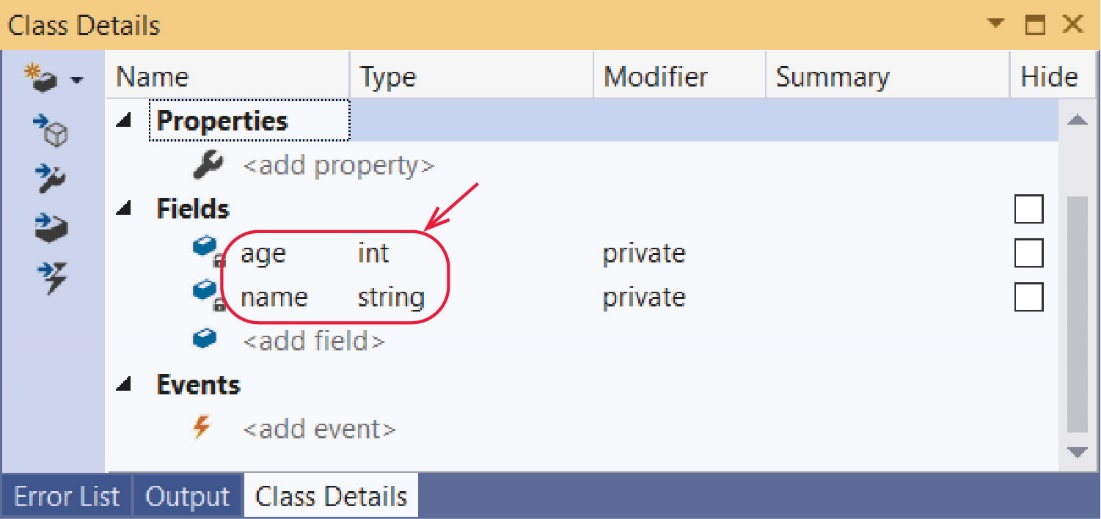 Class Details
Name Type Modifier Summary Hide
Properties
<add property>
Fields
age int private
name string private
<add field>
Events
<add event>
Error List Output Class Details